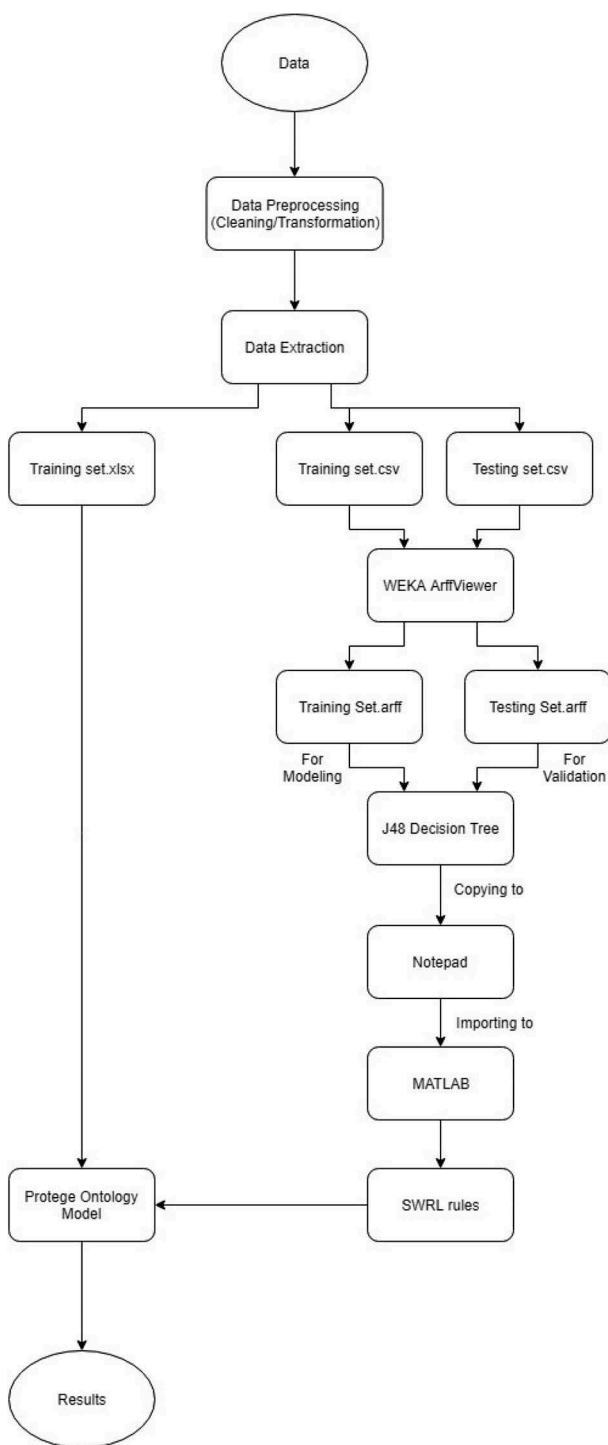 Data
Data Preprocessing
(Cleaning/Transformation)
Data Extraction
Training set.xlsx
Training set.csv
Testing set.csv
WEKA ArffViewer
Training Set.arff
Testing Set.arff
For
Modeling
For
Validation
J48 Decision Tree
Copying to
Notepad
Importing to
MATLAB
Protege Ontology
Model
SWRL rules
Results